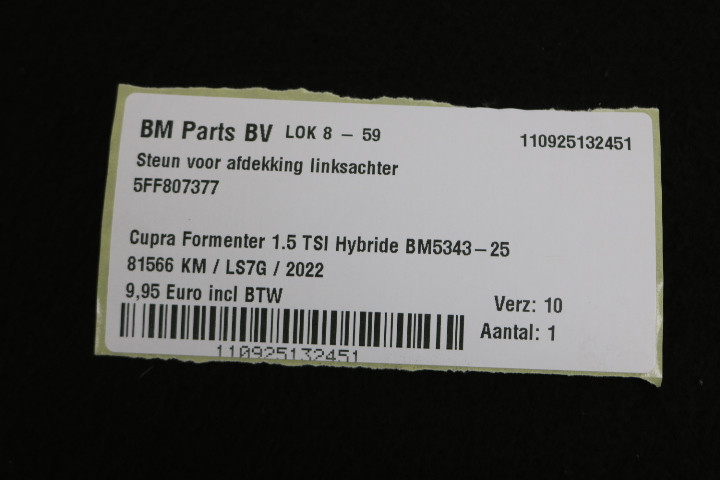 BM Parts BV LOK 8 - 59
110925132451
Steun voor afdekking linksachter
5FF807377
Cupra Formenter 1.5 TSI Hybride BM5343-25
81566 KM / LS7G / 2022
9,95 Euro incl BTW
Verz: 10
Aantal: 1
110925132451